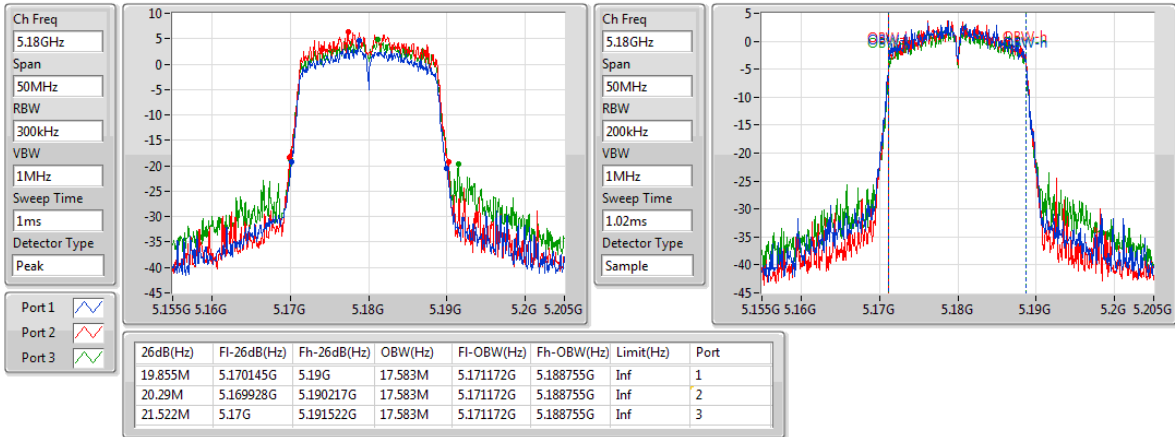 Ch Freq
5.18GHz
Span
50MHz
RBW
300kHz
VBW
1MHz
Sweep Time
1ms
Detector Type
Peak
10
5
0
-5
-10
-15
-20
-25
-30
-35
-40
-45
5.155G 5.16G 5.17G 5.18G 5.19G 5.2G 5.205G
Ch Freq
5.18GHz
Span
50MHz
RBW
200kHz
VBW
1MHz
Sweep Time
1.02ms
Detector Type
Sample
5
0
-5
-10
-15
-20
-25
-30
-35
-40
-45
OBW-h
5.155G 5.16G 5.17G 5.18G 5.19G 5.2G 5.205G
Port 1
Port 2
Port 3
26dB(Hz) Fl-26dB(Hz) Fh-26dB(Hz) OBW(Hz) Fl-OBW(Hz) Fh-OBW(Hz) Limit(Hz) Port
19.855M 5.170145G 5.19G 17.583M 5.171172G 5.188755G Inf 1
20.29M 5.169928G 5.190217G 17.583M 5.171172G 5.188755G Inf 2
21.522M 5.17G 5.191522G 17.583M 5.171172G 5.188755G Inf 3